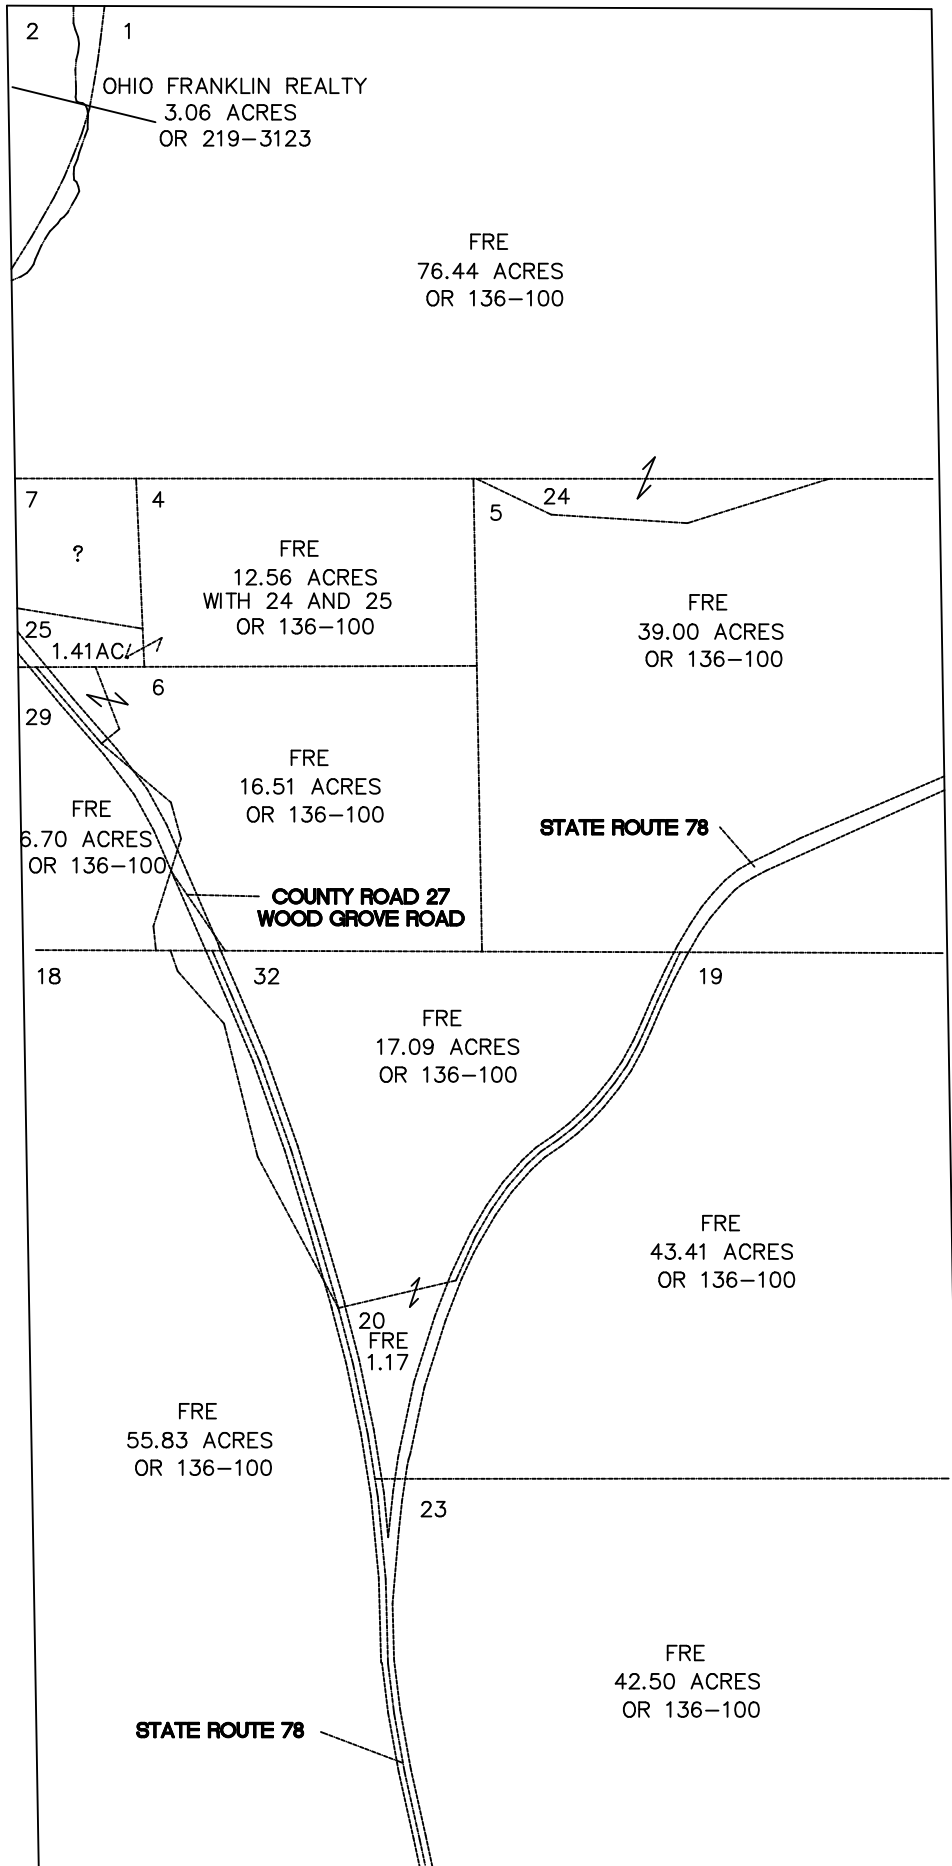 2
1
OHIO FRANKLIN REALTY
3.06 ACRES
OR 219-3123
FRE
76.44 ACRES
OR 136-100
7
?
4
FRE
12.56 ACRES
WITH 24 AND 25
OR 136-100
24
5
FRE
39.00 ACRES
OR 136-100
25
1.41AC.
6
29
FRE
16.51 ACRES
OR 136-100
FRE
6.70 ACRES
OR 136-100
STATE ROUTE 78
COUNTY ROAD 27
WOOD GROVE ROAD
18
32
19
FRE
17.09 ACRES
OR 136-100
FRE
43.41 ACRES
OR 136-100
20
FRE
1.17
FRE
55.83 ACRES
OR 136-100
23
FRE
42.50 ACRES
OR 136-100
STATE ROUTE 78